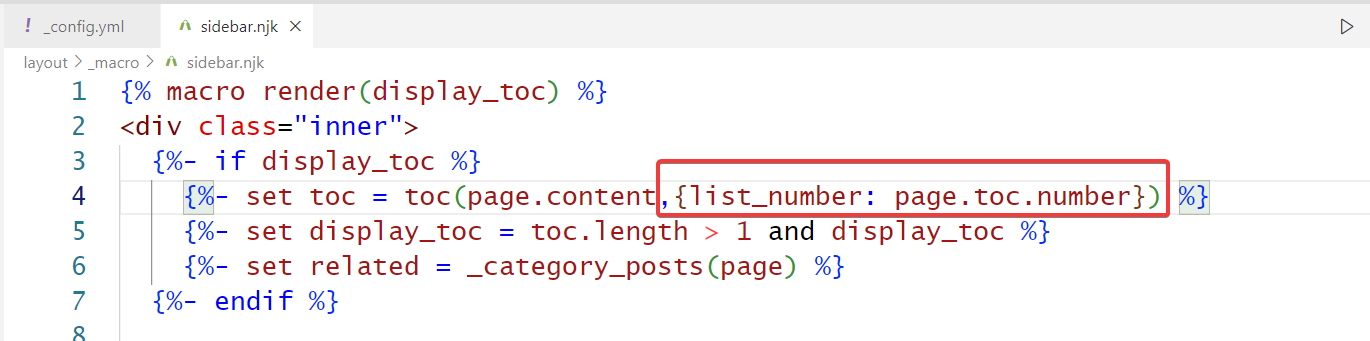 ! _config.yml sidebar.njk ×
layout > _macro > sidebar.njk
1 {% macro render(display_toc) %}
2 <div class="inner">
3 {%- if display_toc %}
4 {%- set toc = toc(page.content,{list_number: page.toc.number}) %}
5 {%- set display_toc = toc.length > 1 and display_toc %}
6 {%- set related = _category_posts(page) %}
7 {%- endif %}
8